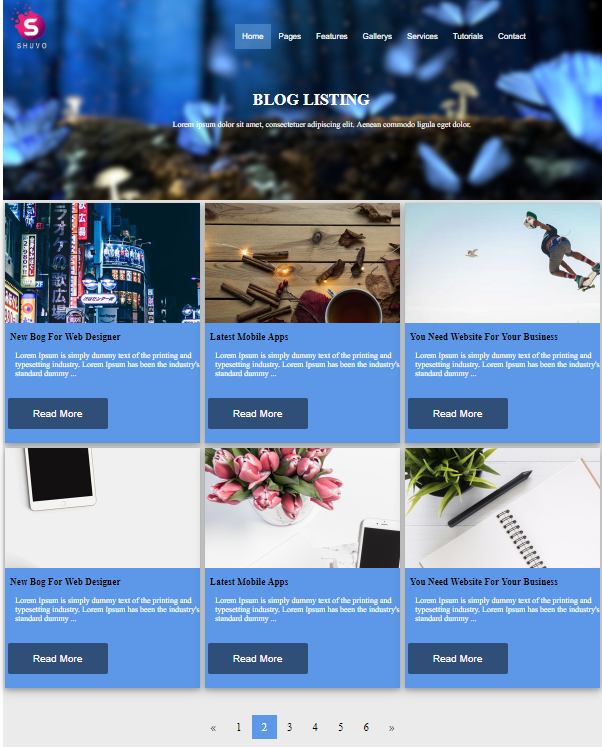 S
SHUVO
Home Pages Features Gallerys Services Tutorials Contact
BLOG LISTING
Lorem ipsum dolor sit amet, consectetuer adipiscing elit. Aenean commodo ligula eget dolor.
New Bog For Web Designer
Lorem Ipsum is simply dummy text of the printing and
typesetting industry. Lorem Ipsum has been the industry's
standard dummy ...
Read More
Latest Mobile Apps
Lorem Ipsum is simply dummy text of the printing and
typesetting industry. Lorem Ipsum has been the industry's
standard dummy ...
Read More
You Need Website For Your Business
Lorem Ipsum is simply dummy text of the printing and
typesetting industry. Lorem Ipsum has been the industry's
standard dummy ...
Read More
New Bog For Web Designer
Lorem Ipsum is simply dummy text of the printing and
typesetting industry. Lorem Ipsum has been the industry's
standard dummy ...
Read More
Latest Mobile Apps
Lorem Ipsum is simply dummy text of the printing and
typesetting industry. Lorem Ipsum has been the industry's
standard dummy ...
Read More
You Need Website For Your Business
Lorem Ipsum is simply dummy text of the printing and
typesetting industry. Lorem Ipsum has been the industry's
standard dummy ...
Read More
« 1 2 3 4 5 6 »